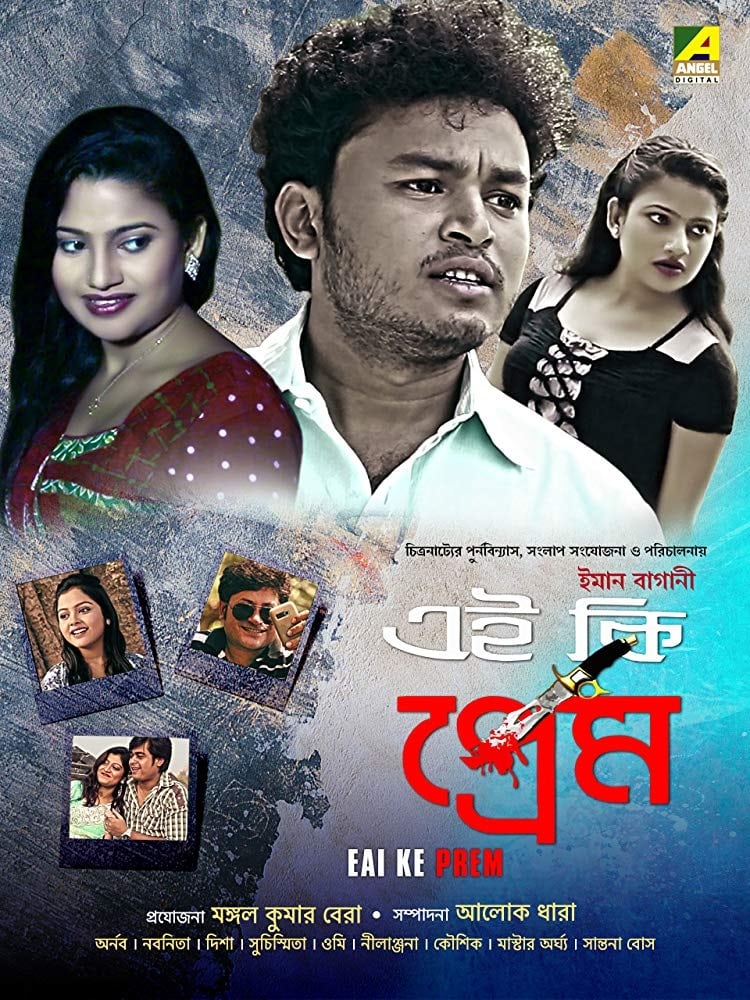 A
ANGEL
DIGITAL
চিত্রনাট্যের পুর্নবিন্যাস, সংলাপ সংযোজনা ও পরিচালনায়
ইমান বাগানী
এই কি
প্রেম
EAI KE PREM
প্রযোজনা মঙ্গল কুমার বেরা • সম্পাদনা আলোক ধারা
অর্নব । নবনিতা । দিশা । সুচিস্মিতা । ওমি । নীলাঞ্জনা । কৌশিক । মাস্টার অর্ঘ্য । সান্তনা বোস